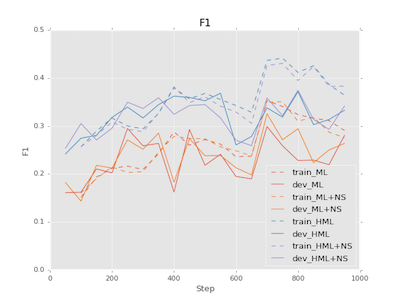 F1
0.5
0.4
0.3
0.2
0.1
0.0
F1
0
200
400
600
800
1000
Step
train_ML
dev_ML
train_ML+NS
dev_ML+NS
train_HML
dev_HML
train_HML+NS
dev_HML+NS